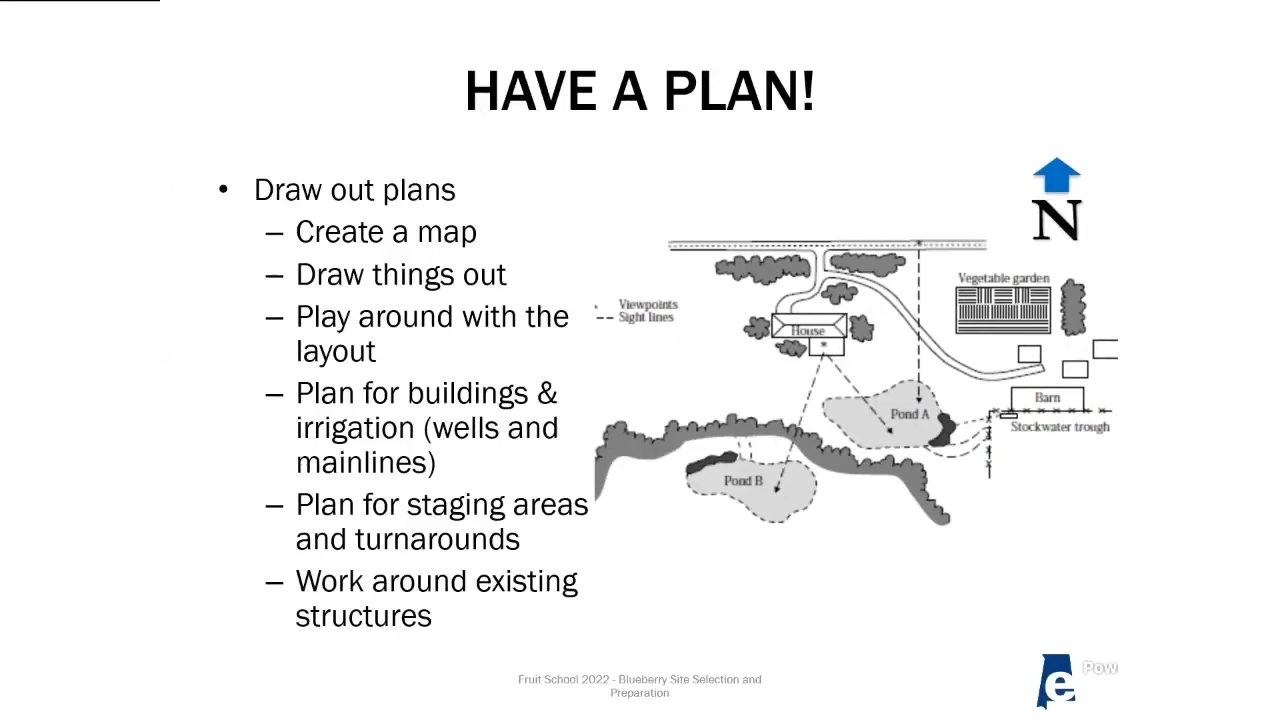 HAVE A PLAN!
• Draw out plans
– Create a map
– Draw things out
– Play around with the
layout
– Plan for buildings &
irrigation (wells and
mainlines)
– Plan for staging areas
and turnarounds
– Work around existing
structures
N
Viewpoints
Sight lines
Vegetable garden
House
Barn
Pond A
Stockwater trough
Pond B
Fruit School 2022 - Blueberry Site Selection and
Preparation
e